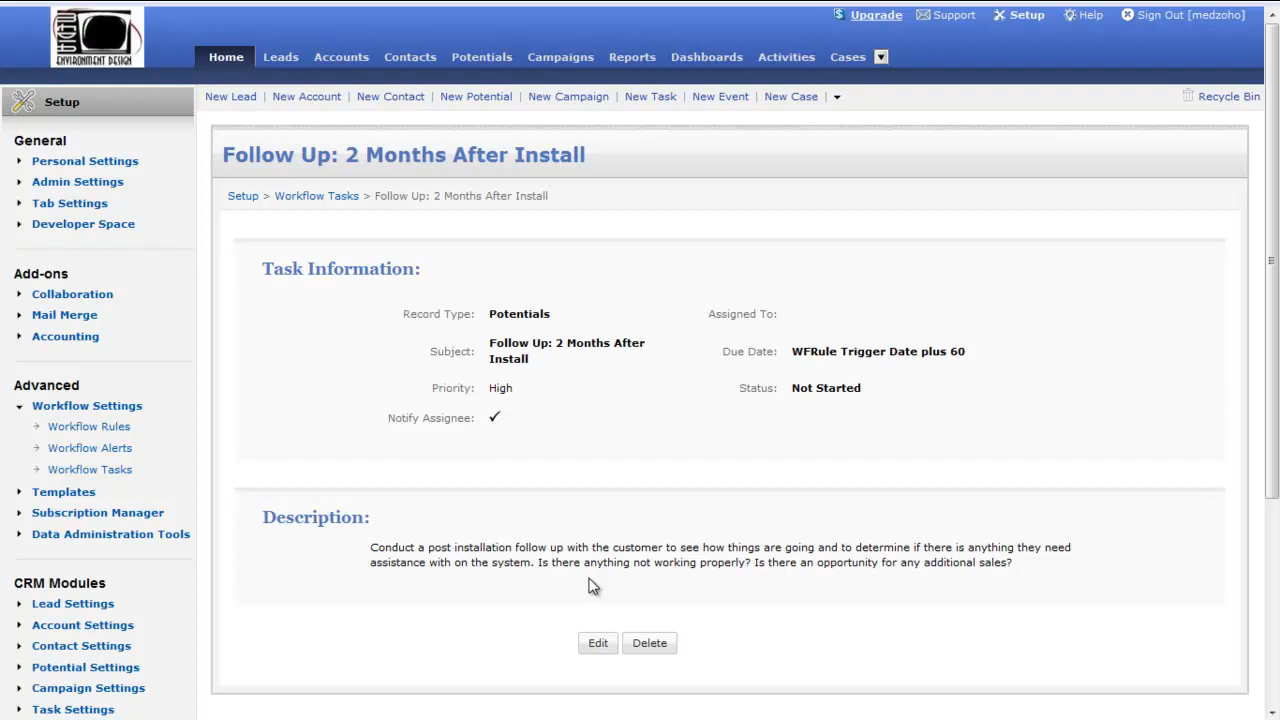 Upgrade Support Setup Help Sign Out [medzoho]
MEDIA
ENVIRONMENT DESIGN
Home Leads Accounts Contacts Potentials Campaigns Reports Dashboards Activities Cases
Setup
New Lead | New Account | New Contact | New Potential | New Campaign | New Task | New Event | New Case |
Recycle Bin
General
Personal Settings
Admin Settings
Tab Settings
Developer Space
Add-ons
Collaboration
Mail Merge
Accounting
Advanced
Workflow Settings
Workflow Rules
Workflow Alerts
Workflow Tasks
Templates
Subscription Manager
Data Administration Tools
CRM Modules
Lead Settings
Account Settings
Contact Settings
Potential Settings
Campaign Settings
Task Settings
Follow Up: 2 Months After Install
Setup > Workflow Tasks > Follow Up: 2 Months After Install
Task Information:
Record Type: Potentials Assigned To:
Subject: Follow Up: 2 Months After
Install
Due Date: WFRule Trigger Date plus 60
Priority: High Status: Not Started
Notify Assignee: ✓
Description:
Conduct a post installation follow up with the customer to see how things are going and to determine if there is anything they need
assistance with on the system. Is there anything not working properly? Is there an opportunity for any additional sales?
Edit Delete